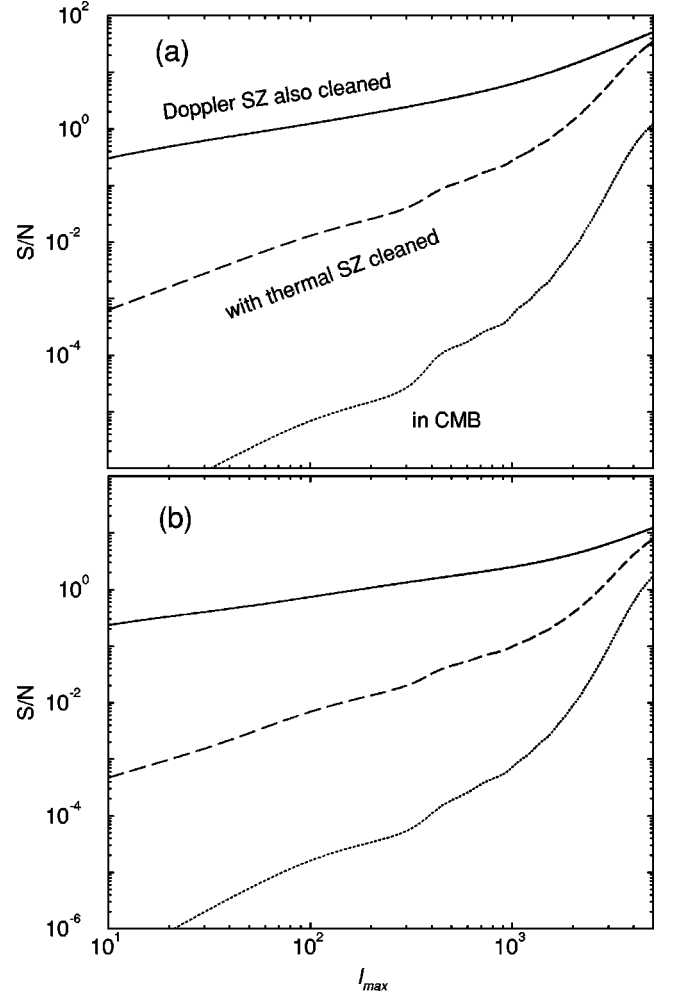 10^2
(a)
Doppler SZ also cleaned
10^0
S/N
10^-2
with thermal SZ cleaned
10^-4
in CMB
(b)
10^0
S/N
10^-2
10^-4
10^-6
10^1 10^2 10^3
l_max